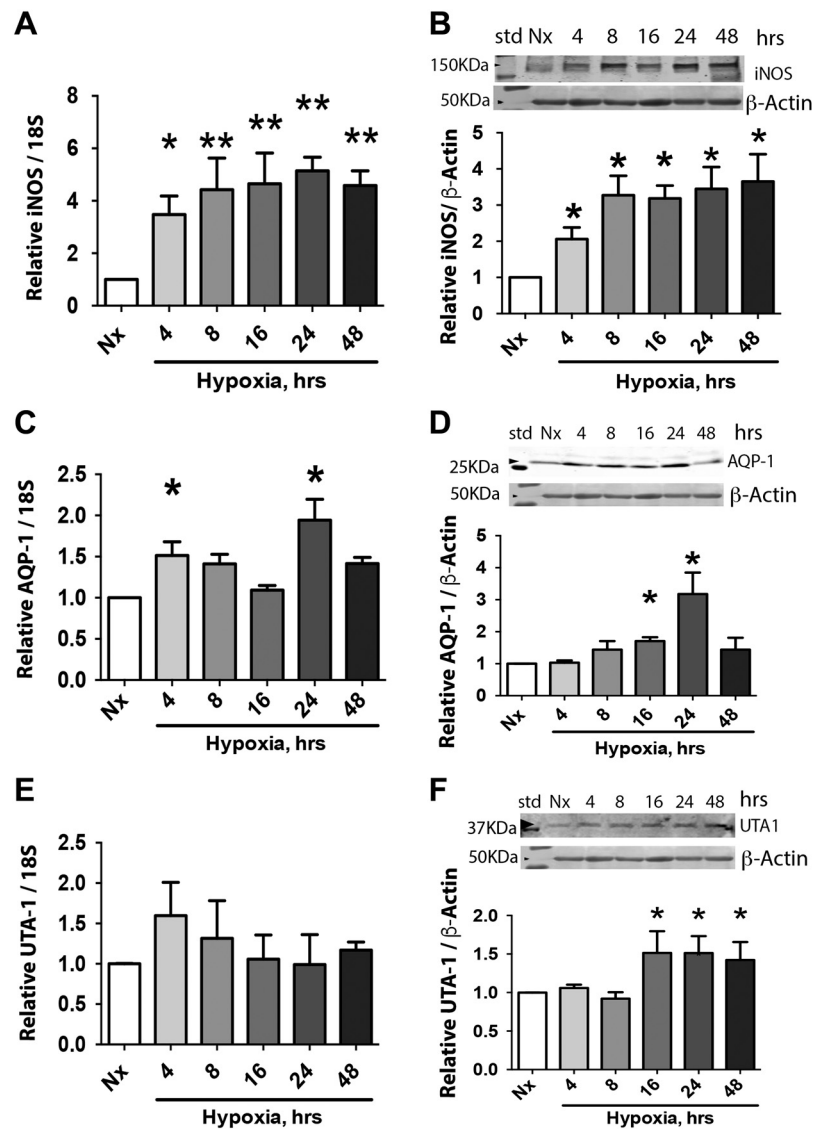 A
Relative iNOS / 18S
8
6
4
2
0
* ** ** ** **
Nx 4 8 16 24 48
Hypoxia, hrs
B
std Nx 4 8 16 24 48 hrs
150KDa
iNOS
50KDa
β-Actin
Relative iNOS/ β-Actin
5
4
3
2
1
0
* * * * *
Nx 4 8 16 24 48
Hypoxia, hrs
C
Relative AQP-1 / 18S
2.5
2.0
1.5
1.0
0.5
0.0
* *
Nx 4 8 16 24 48
Hypoxia, hrs
D
std Nx 4 8 16 24 48 hrs
25KDa
AQP-1
50KDa
β-Actin
Relative AQP-1 / β-Actin
5
4
3
2
1
0
* *
Nx 4 8 16 24 48
Hypoxia, hrs
E
Relative UTA-1 / 18S
2.5
2.0
1.5
1.0
0.5
0.0
Nx 4 8 16 24 48
Hypoxia, hrs
F
std Nx 4 8 16 24 48 hrs
37KDa
UTA1
50KDa
β-Actin
Relative UTA-1 / β-Actin
2.0
1.5
1.0
0.5
0.0
* * *
Nx 4 8 16 24 48
Hypoxia, hrs